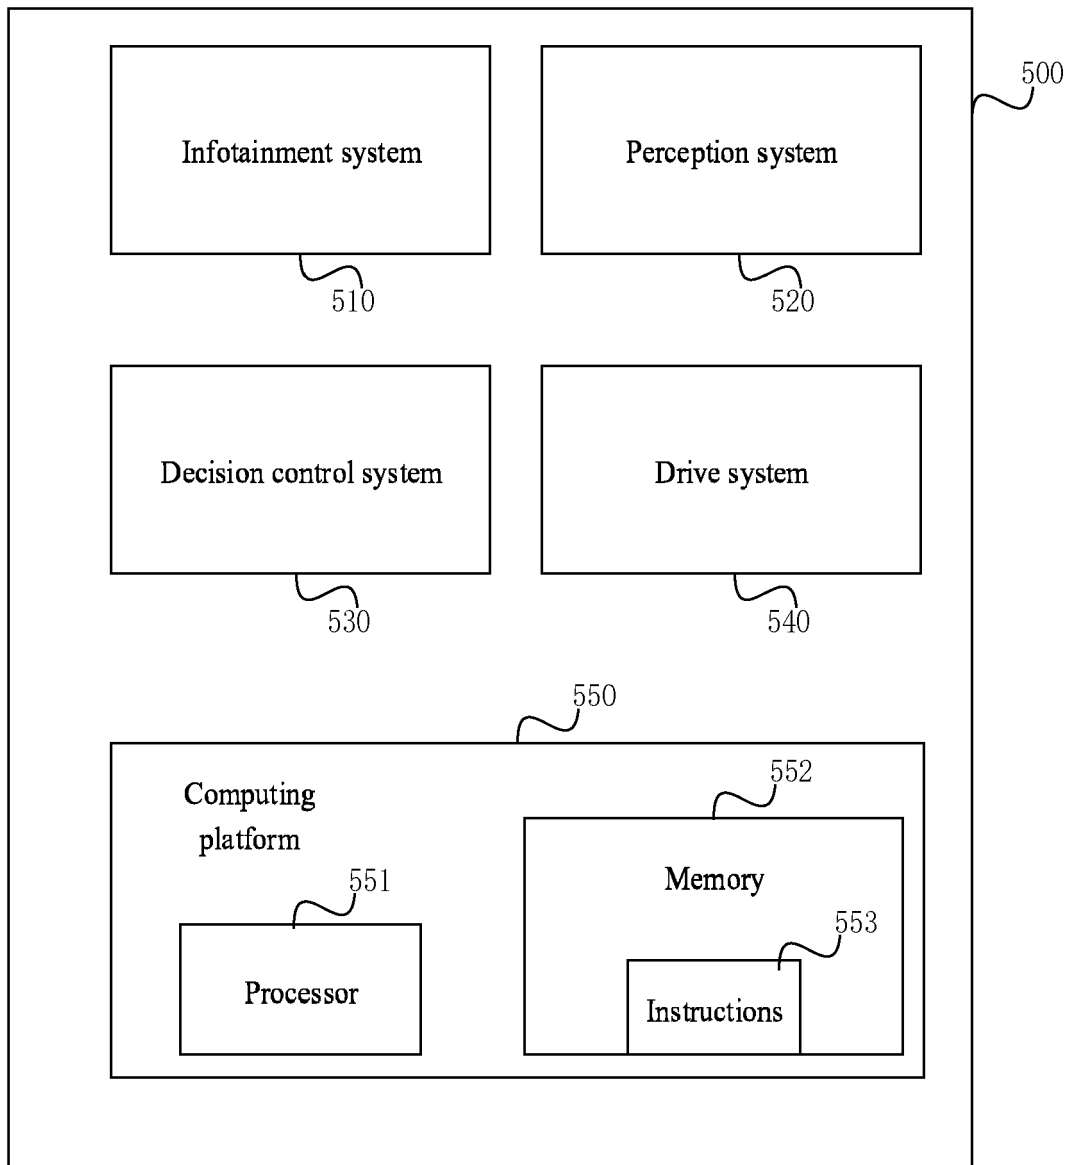 500
Infotainment system
Perception system
510
520
Decision control system
Drive system
530
540
550
Computing
platform
552
Memory
551
553
Processor
Instructions